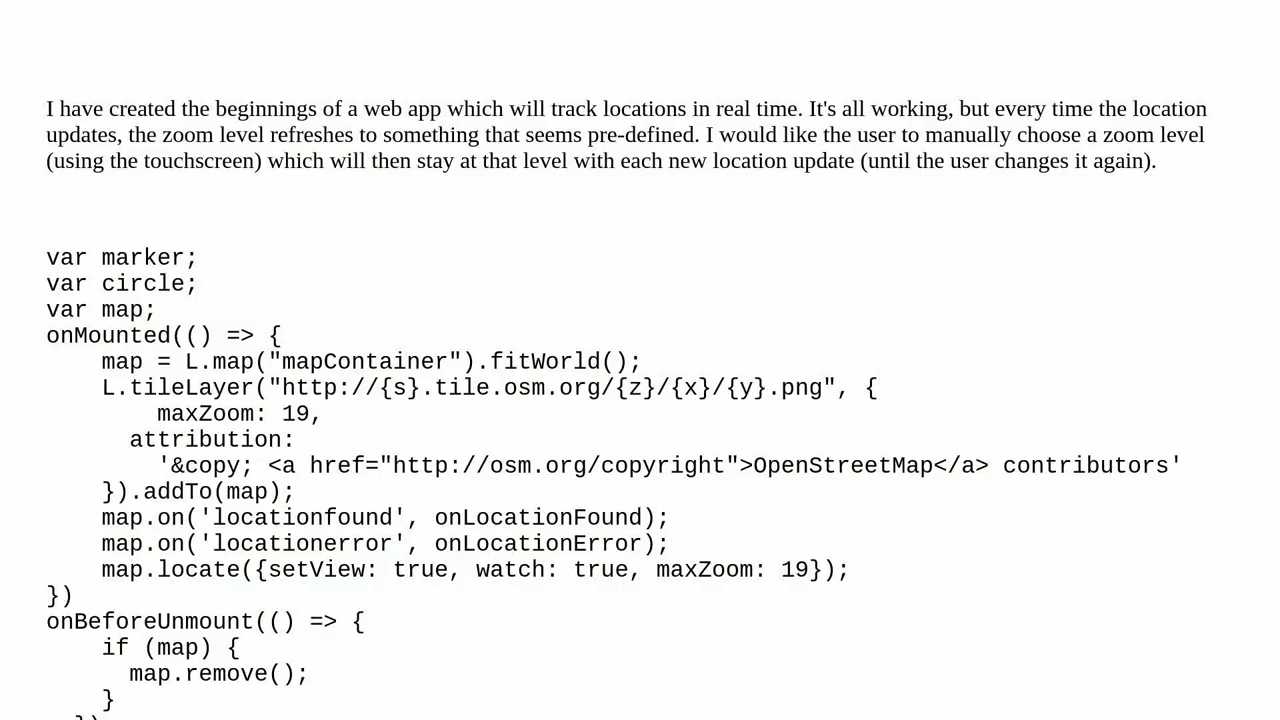 I have created the beginnings of a web app which will track locations in real time. It's all working, but every time the location
updates, the zoom level refreshes to something that seems pre-defined. I would like the user to manually choose a zoom level
(using the touchscreen) which will then stay at that level with each new location update (until the user changes it again).
var marker;
var circle;
var map;
onMounted(() => {
    map = L.map("mapContainer").fitWorld();
    L.tileLayer("http://{s}.tile.osm.org/{z}/{x}/{y}.png", {
        maxZoom: 19,
      attribution:
        '&copy; <a href="http://osm.org/copyright">OpenStreetMap</a> contributors'
    }).addTo(map);
    map.on('locationfound', onLocationFound);
    map.on('locationerror', onLocationError);
    map.locate({setView: true, watch: true, maxZoom: 19});
})
onBeforeUnmount(() => {
    if (map) {
      map.remove();
    }
  })